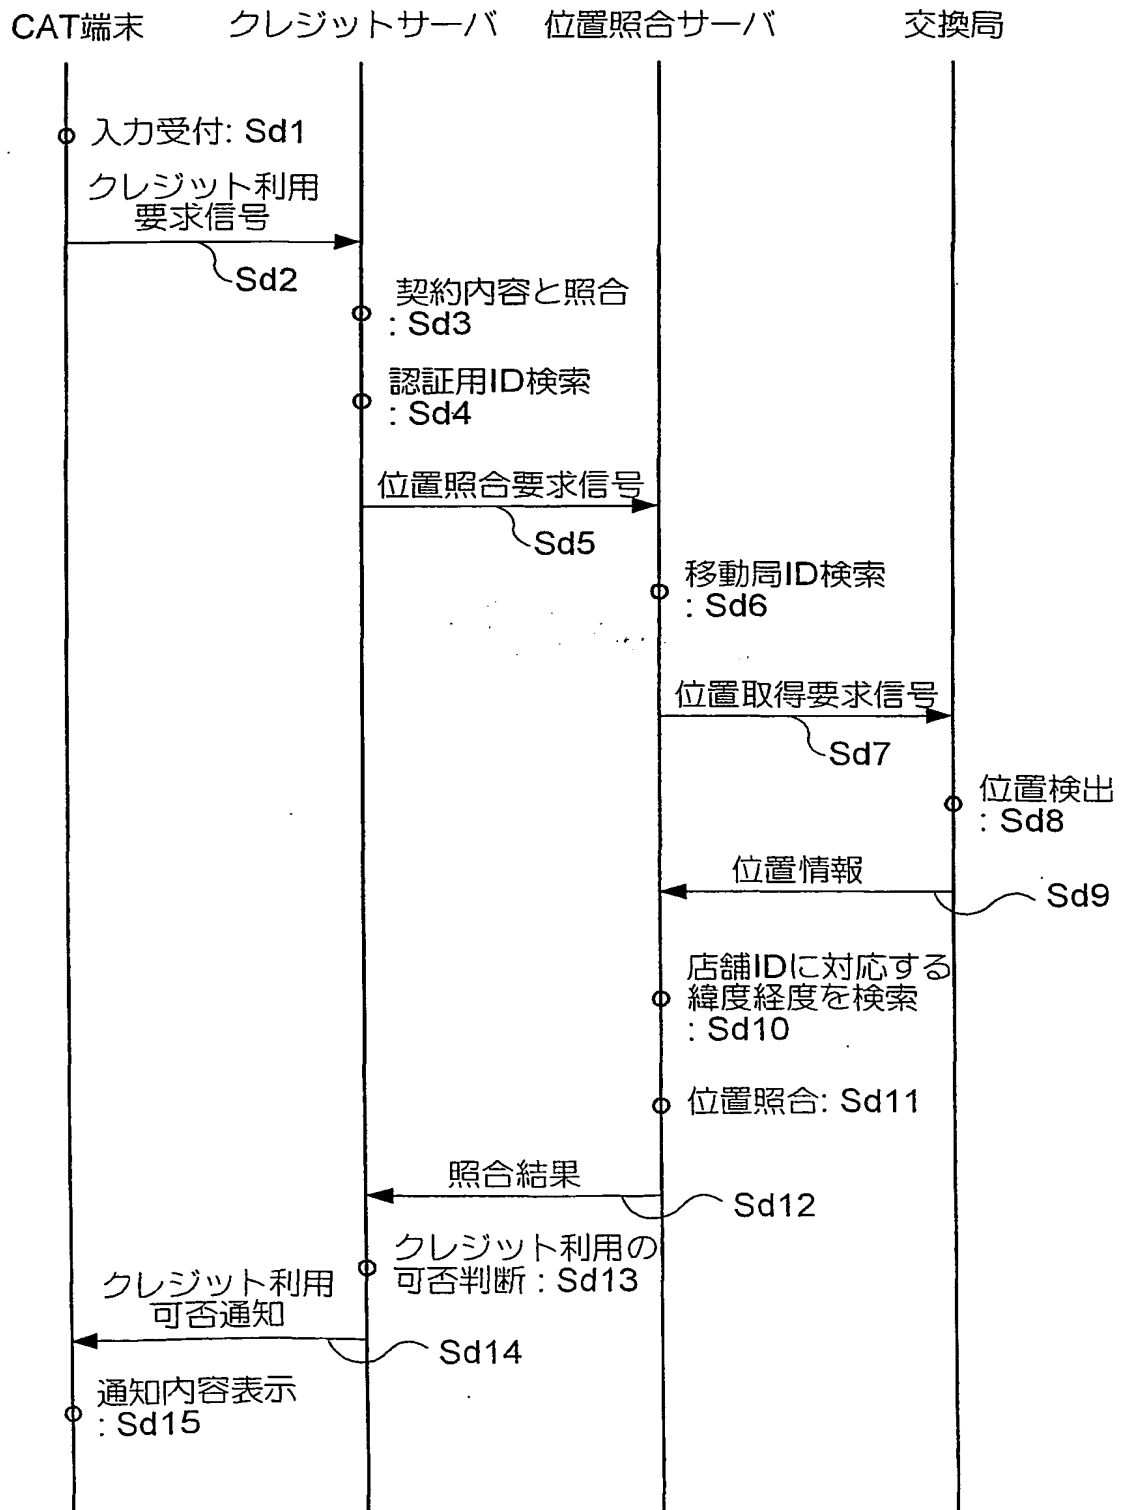 CAT端末
クレジットサーバ
位置照合サーバ
交換局
入力受付: Sd1
クレジット利用
要求信号
Sd2
契約内容と照合
: Sd3
認証用ID検索
: Sd4
位置照合要求信号
Sd5
移動局ID検索
: Sd6
位置取得要求信号
Sd7
位置検出
: Sd8
位置情報
Sd9
店舗IDに対応する
緯度経度を検索
: Sd10
位置照合: Sd11
照合結果
Sd12
クレジット利用の
可否判断: Sd13
クレジット利用
可否通知
Sd14
通知内容表示
: Sd15